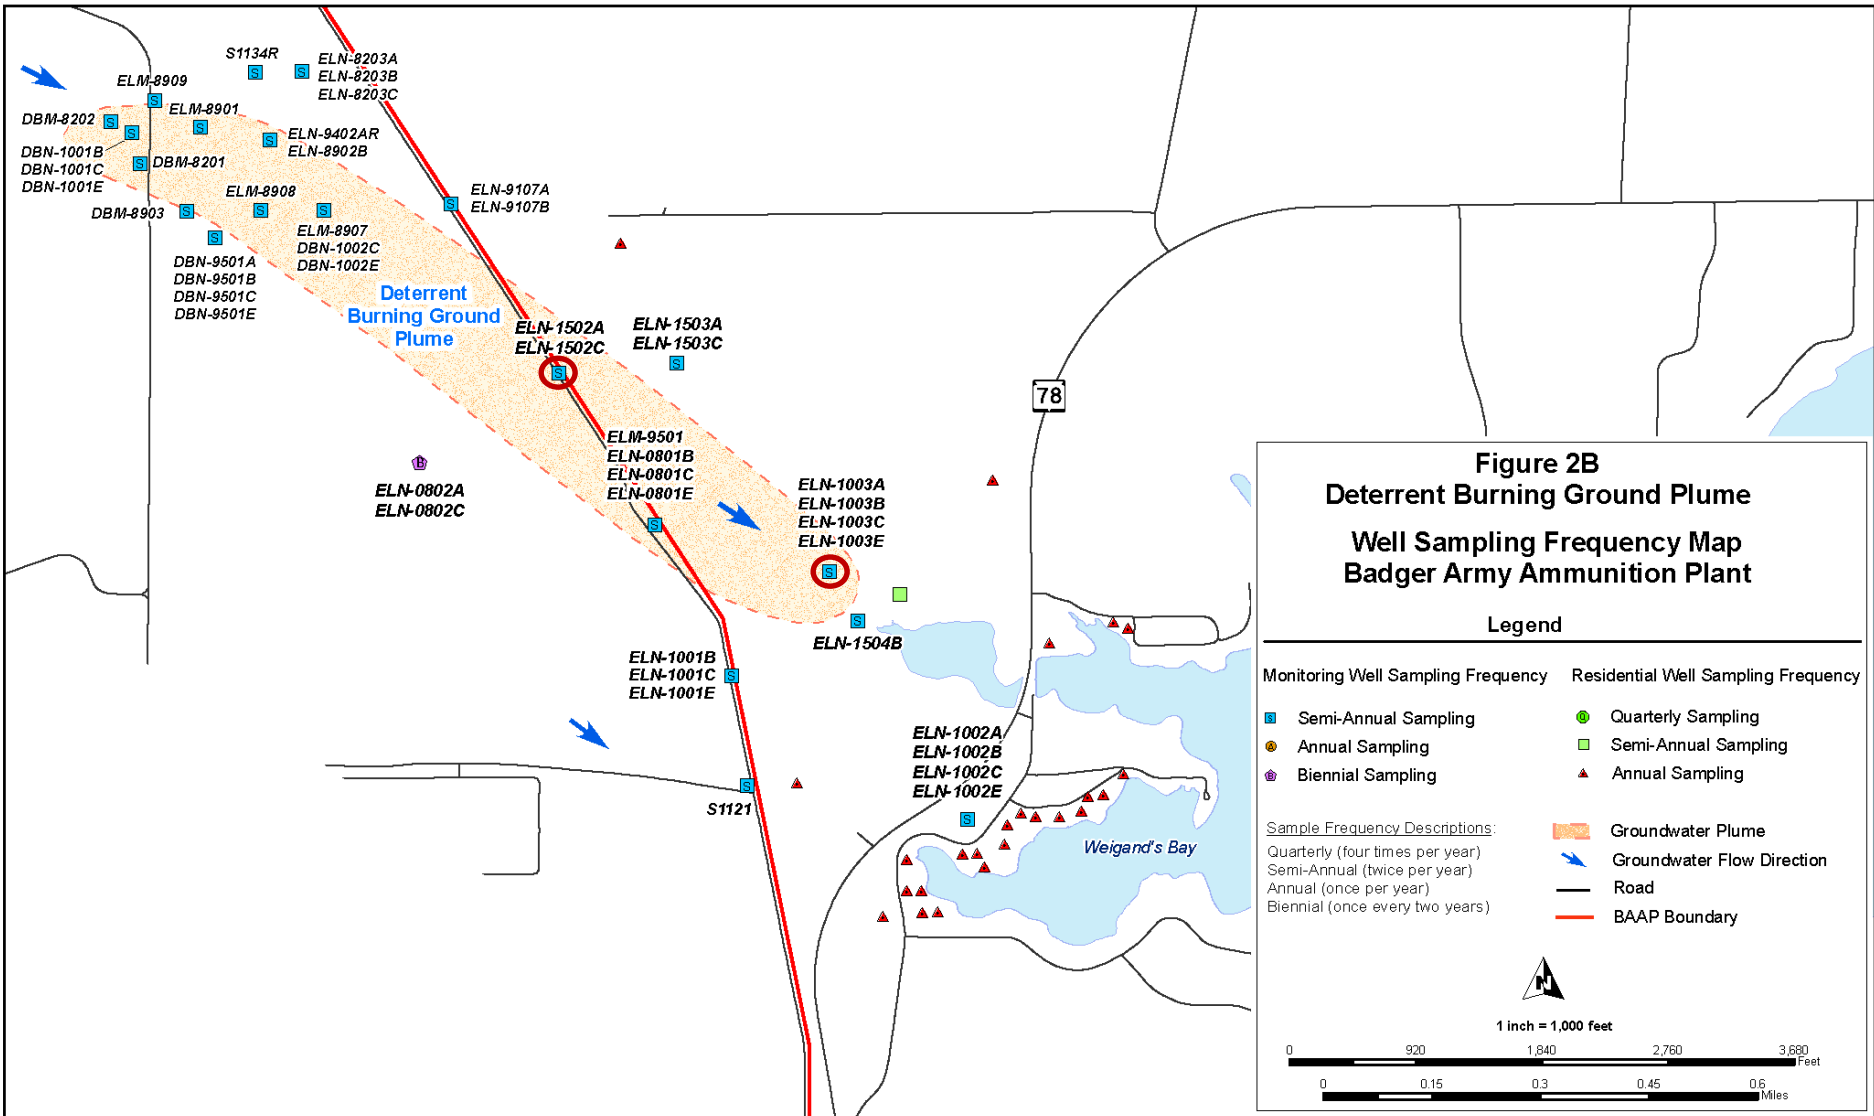 S1134R
ELN-8203A
ELN-8203B
ELN-8203C
ELM-8909
ELM-8901
DBM-8202
ELN-9402AR
ELN-8902B
DBN-1001B
DBN-1001C
DBN-1001E
DBM-8201
ELM-8908
DBM-8903
ELN-9107A
ELN-9107B
ELM-8907
DBN-1002C
DBN-1002E
DBN-9501A
DBN-9501B
DBN-9501C
DBN-9501E
Deterrent
Burning Ground
Plume
ELN-1502A
ELN-1502C
ELN-1503A
ELN-1503C
78
ELM-9501
ELN-0801B
ELN-0801C
ELN-0801E
ELN-0802A
ELN-0802C
ELN-1003A
ELN-1003B
ELN-1003C
ELN-1003E
ELN-1504B
ELN-1001B
ELN-1001C
ELN-1001E
ELN-1002A
ELN-1002B
ELN-1002C
ELN-1002E
S1121
Weigand's Bay
Figure 2B
Deterrent Burning Ground Plume
Well Sampling Frequency Map
Badger Army Ammunition Plant
Legend
Monitoring Well Sampling Frequency
S Semi-Annual Sampling
A Annual Sampling
B Biennial Sampling
Residential Well Sampling Frequency
Q Quarterly Sampling
Semi-Annual Sampling
Annual Sampling
Sample Frequency Descriptions:
Quarterly (four times per year)
Semi-Annual (twice per year)
Annual (once per year)
Biennial (once every two years)
Groundwater Plume
Groundwater Flow Direction
Road
BAAP Boundary
N
1 inch = 1,000 feet
0 920 1,840 2,760 3,680
Feet
0 0.15 0.3 0.45 0.6
Miles